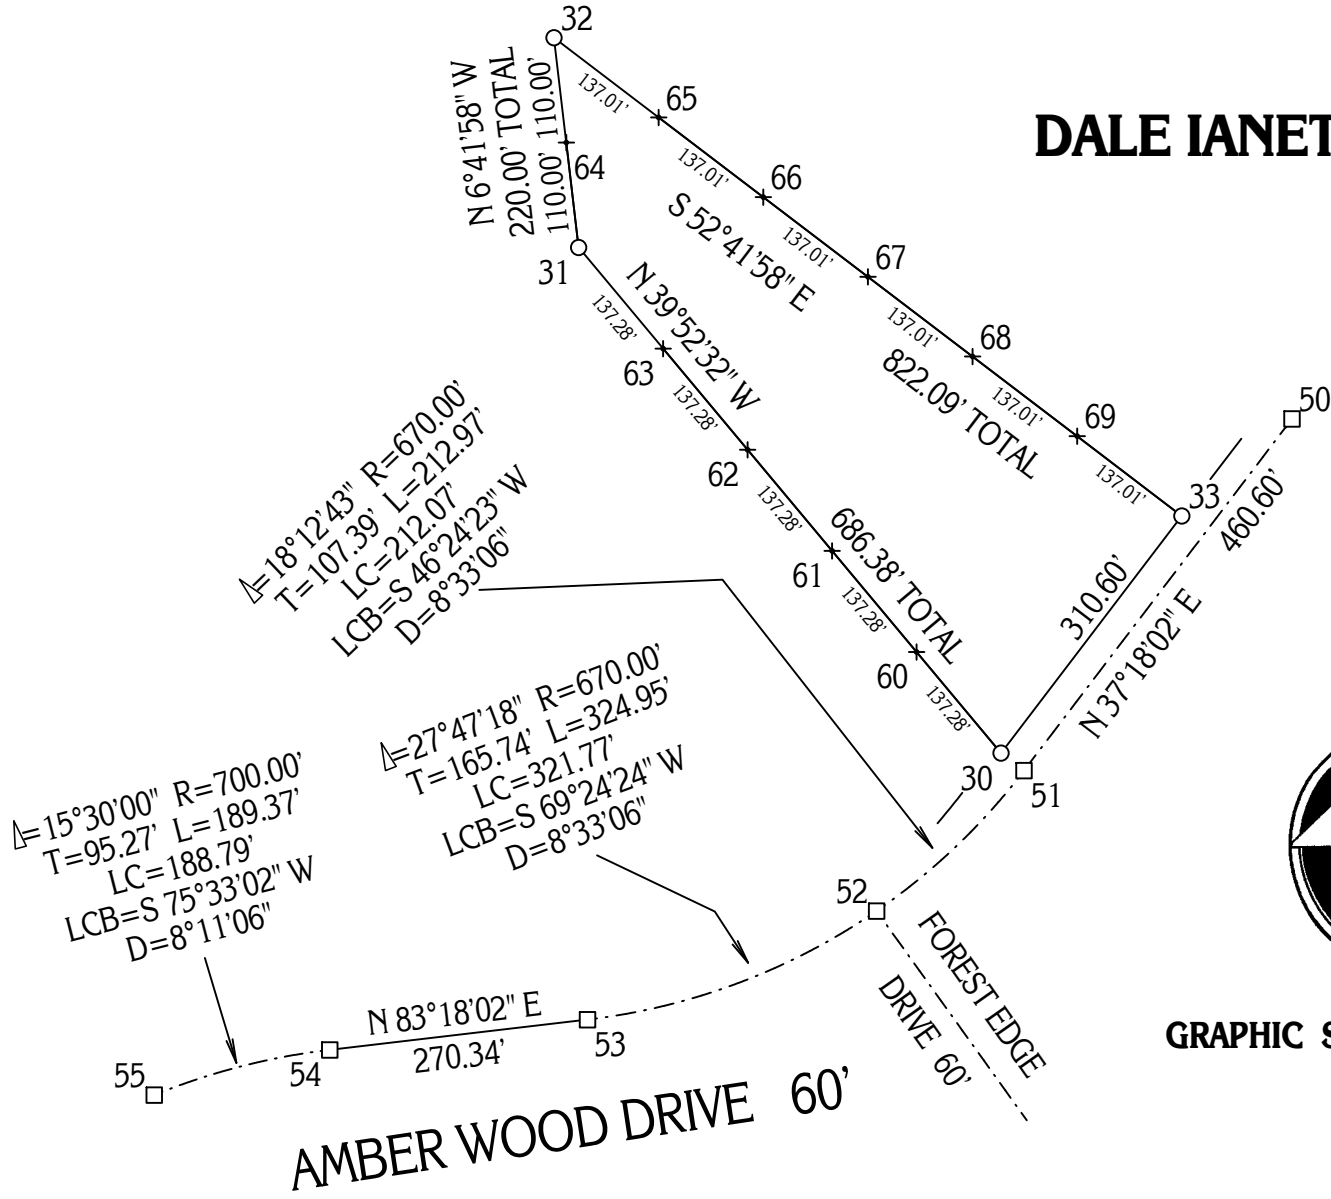 32
137.01'
65
N 6°41'58" W
220.00' TOTAL
110.00' 110.00'
64
DALE IANET
137.01'
66
S 52°41'58" E
137.01'
67
31
N 39°52'32" W
137.28'
63
137.01'
68
822.09' TOTAL
137.01'
69
137.01'
33
50
460.60'
137.28'
62
137.28'
686.38' TOTAL
61
137.28'
60
137.28'
30
310.60'
N 37°18'02" E
51
Δ=18°12'43" R=670.00'
T=107.39' L=212.97'
LC=212.07'
LCB=S 46°24'23" W
D=8°33'06"
Δ=27°47'18" R=670.00'
T=165.74' L=324.95'
LC=321.77'
LCB=S 69°24'24" W
D=8°33'06"
Δ=15°30'00" R=700.00'
T=95.27' L=189.37'
LC=188.79'
LCB=S 75°33'02" W
D=8°11'06"
52
FOREST EDGE
DRIVE 60'
N 83°18'02" E
270.34'
53
54
55
GRAPHIC S
AMBER WOOD DRIVE 60'